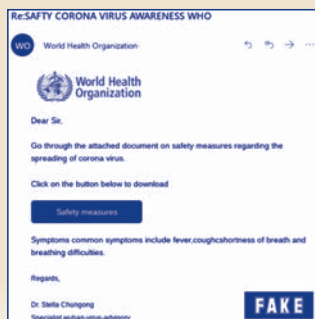 Re:SAFTY CORONA VIRUS AWARENESS WHO
WO
World Health Organization
World Health
Organization
Dear Sir,
Go through the attached document on safety measures regarding the
spreading of corona virus.
Click on the button below to download
Safety measures
Symptoms common symptoms include fever,coughcshortness of breath and
breathing difficulties.
Regards,
Dr. Stella Chungong
Specialist wuhan-virus-advisory
FAKE